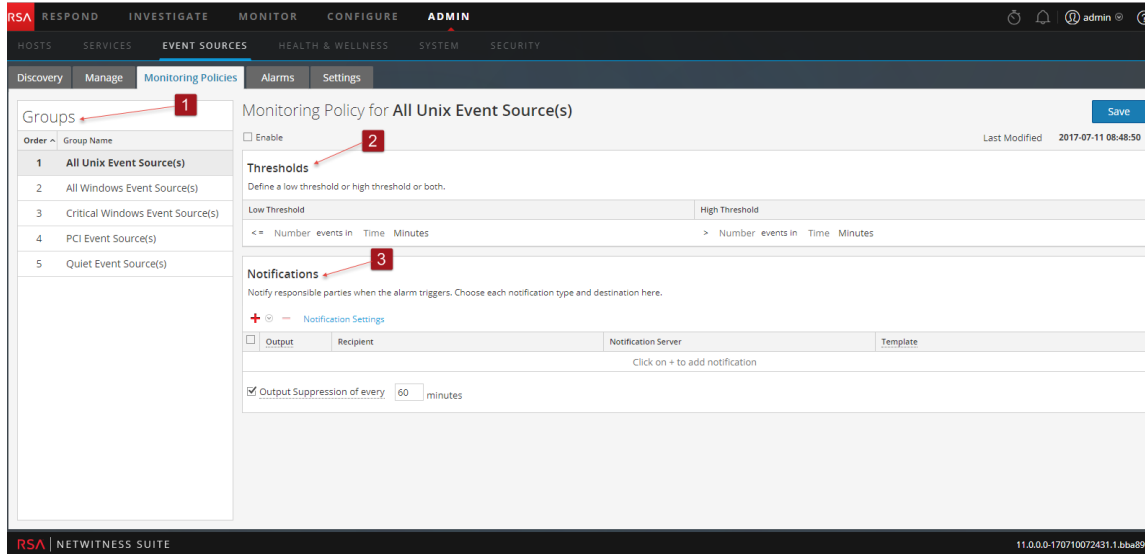 RSA RESPOND INVESTIGATE MONITOR CONFIGURE ADMIN admin
HOSTS SERVICES EVENT SOURCES HEALTH & WELLNESS SYSTEM SECURITY
Discovery Manage Monitoring Policies Alarms Settings
Groups 1
Order Group Name
1 All Unix Event Source(s)
2 All Windows Event Source(s)
3 Critical Windows Event Source(s)
4 PCI Event Source(s)
5 Quiet Event Source(s)
Monitoring Policy for All Unix Event Source(s) Save
Enable 2 Last Modified 2017-07-11 08:48:50
Thresholds
Define a low threshold or high threshold or both.
Low Threshold High Threshold
<= Number events in Time Minutes > Number events in Time Minutes
Notifications 3
Notify responsible parties when the alarm triggers. Choose each notification type and destination here.
+ − Notification Settings
Output Recipient Notification Server Template
Click on + to add notification
Output Suppression of every 60 minutes
RSA | NETWITNESS SUITE 11.0.0.0-170710072431.1.bba89